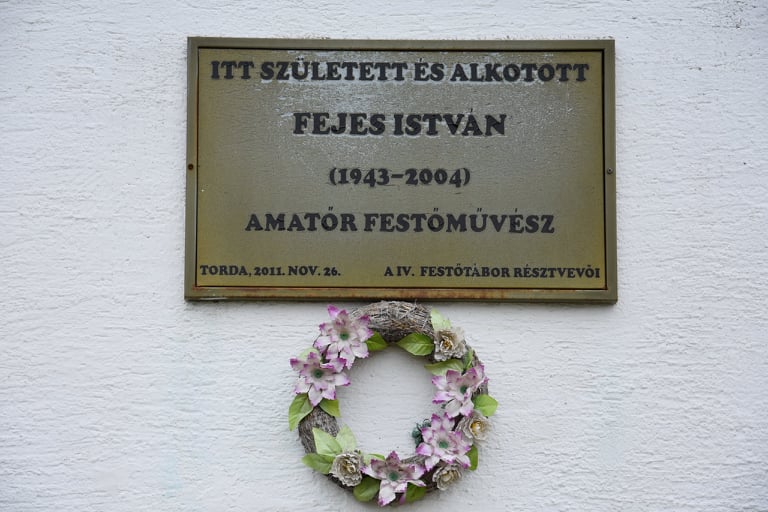 ITT SZÜLETETT ÉS ALKOTOTT
FEJES ISTVÁN
(1943-2004)
AMATŐR FESTŐMŰVÉSZ
TORDA, 2011. NOV. 26. A IV. FESTŐTÁBOR RÉSZTVEVŐI